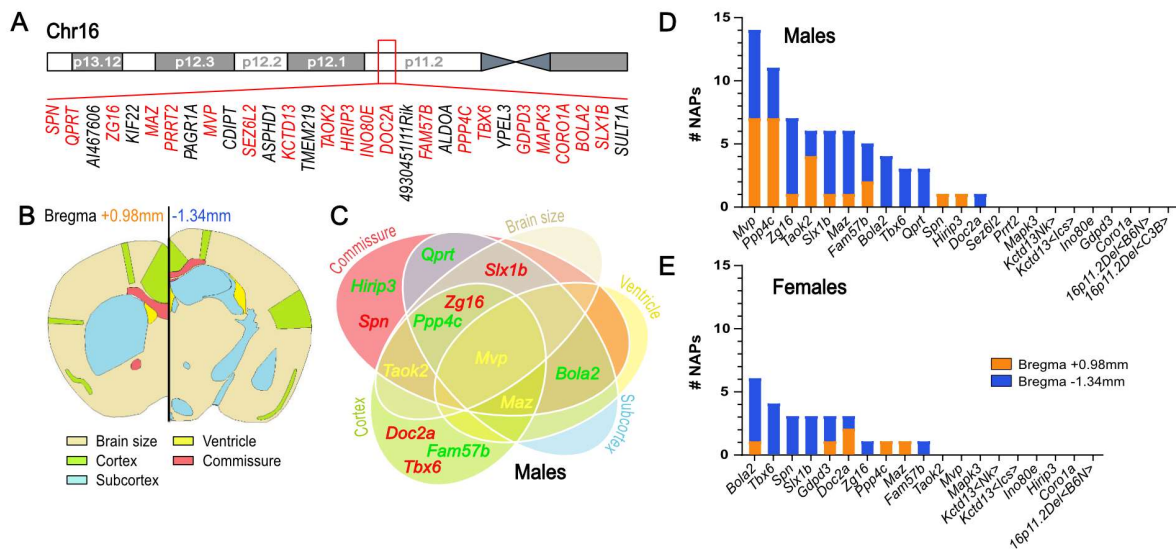 A
Chr16
p13.12
p12.3
p12.2
p12.1
p11.2
SPN
QPRT
AI467606
ZG16
KIF22
MAZ
PRRT2
PAGR1A
MVP
CDIPT
SEZ6L2
ASPHD1
KCTD13
TMEM219
TAOK2
HIRIP3
INO80E
DOC2A
4930451I11Rik
FAM57B
ALDOA
PPP4C
TBX6
YPEL3
GDPD3
MAPK3
CORO1A
BOLA2
SLX1B
SULT1A
B
Bregma +0.98mm
-1.34mm
Brain size
Cortex
Subcortex
Ventricle
Commissure
C
Commissure
Brain size
Ventricle
Subcortex
Cortex
Qprt
Hirip3
Slx1b
Spn
Zg16
Ppp4c
Taok2
Mvp
Bola2
Maz
Doc2a
Fam57b
Tbx6
Males
D
Males
# NAPs
15
10
5
0
Mvp
Ppp4c
Zg16
Taok2
Slx1b
Maz
Fam57b
Bola2
Tbx6
Qprt
Spn
Hirip3
Doc2a
Sez6l2
Prrt2
Mapk3
Kctd13<Nk>
Kctd13<Ics>
Ino80e
Gdpd3
Coro1a
16p11.2Del<B6N>
16p11.2Del<C3B>
E
Females
# NAPs
15
10
5
0
Bregma +0.98mm
Bregma -1.34mm
Bola2
Tbx6
Spn
Slx1b
Gdpd3
Doc2a
Zg16
Ppp4c
Maz
Fam57b
Taok2
Mvp
Mapk3
Kctd13<Nk>
Kctd13<Ics>
Ino80e
Hirip3
Coro1a
16p11.2Del<B6N>